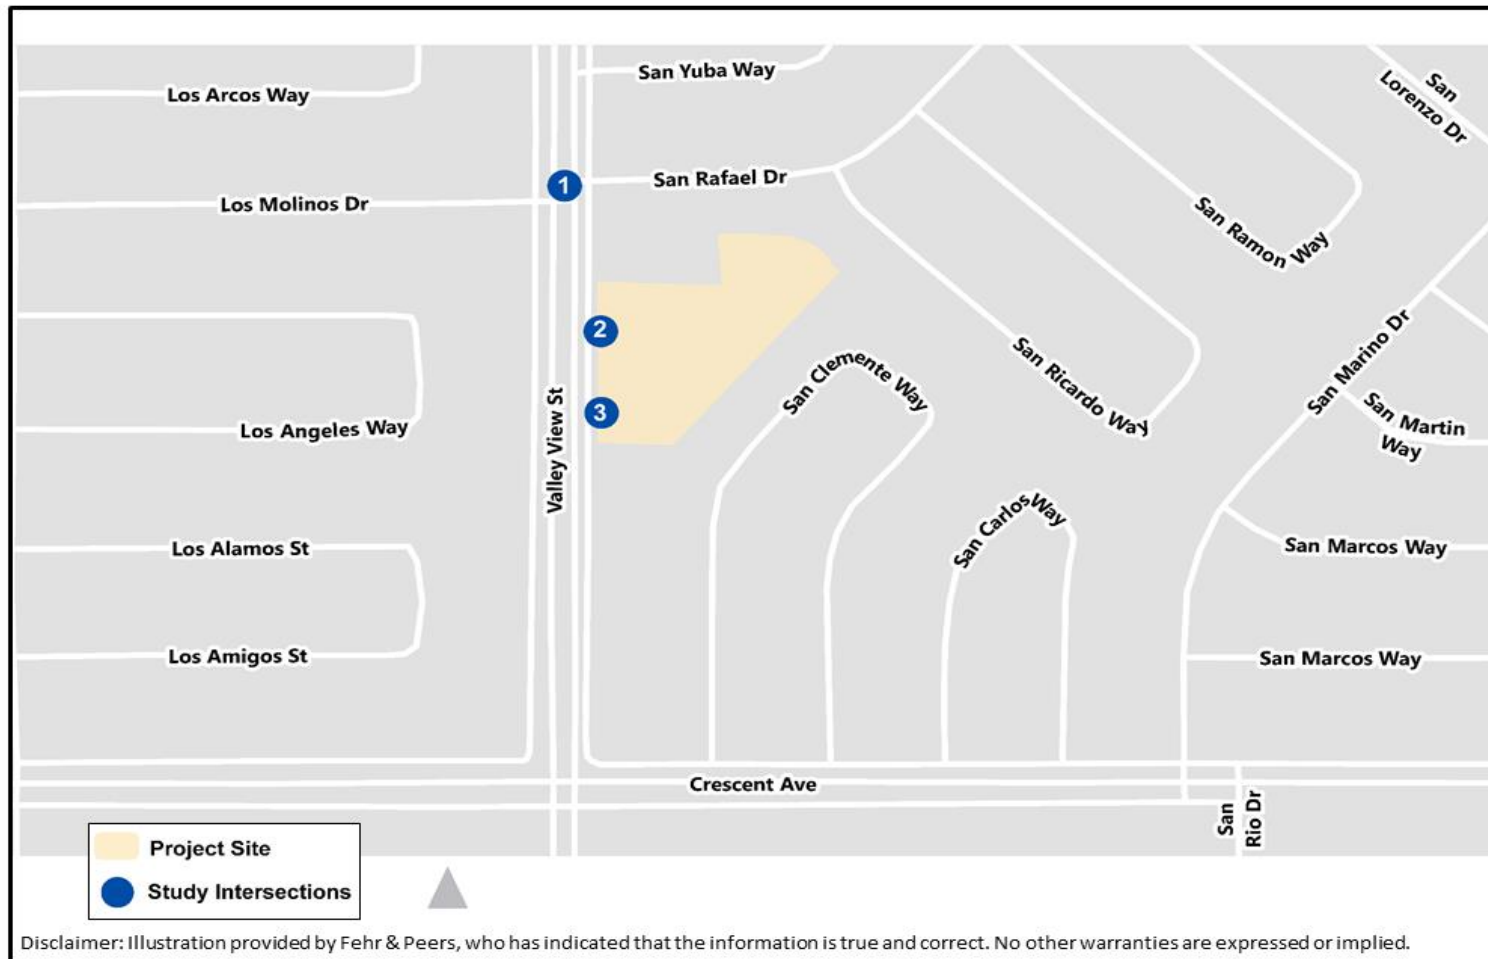 San Yuba Way
Los Arcos Way
San
Lorenzo Dr
1
San Rafael Dr
Los Molinos Dr
San Ramon Way
2
San Marino Dr
San Ricardo Way
San Clemente Way
3
San Martin
Way
Los Angeles Way
Valley View St
San Carlos Way
San Marcos Way
Los Alamos St
Los Amigos St
San Marcos Way
Crescent Ave
San
Rio Dr
Project Site
Study Intersections
Disclaimer: Illustration provided by Fehr & Peers, who has indicated that the information is true and correct. No other warranties are expressed or implied.